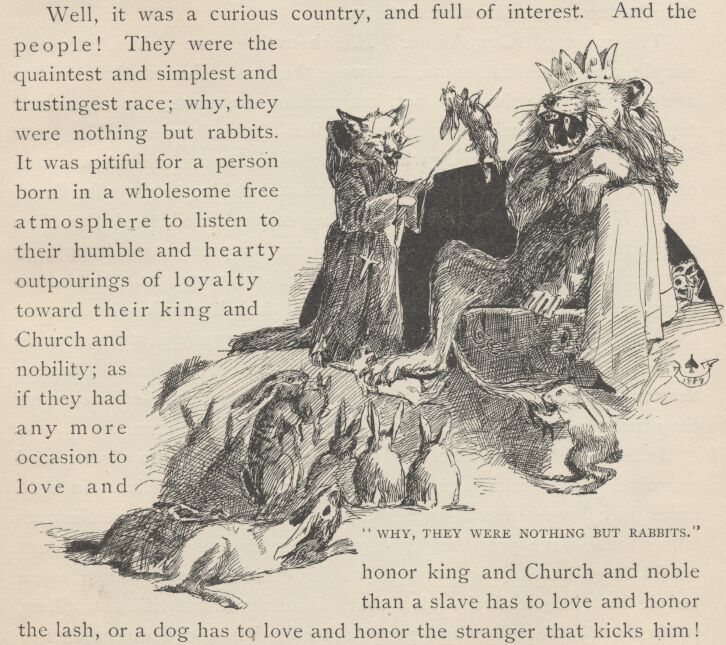 Well, it was a curious country, and full of interest. And the
people! They were the
quaintest and simplest and
trustingest race; why, they
were nothing but rabbits.
It was pitiful for a person
born in a wholesome free
atmosphere to listen to
their humble and hearty
outpourings of loyalty
toward their king and
Church and
nobility; as
if they had
any more
occasion to
love and
1889
"WHY, THEY WERE NOTHING BUT RABBITS."
honor king and Church and noble
than a slave has to love and honor
the lash, or a dog has to love and honor the stranger that kicks him!